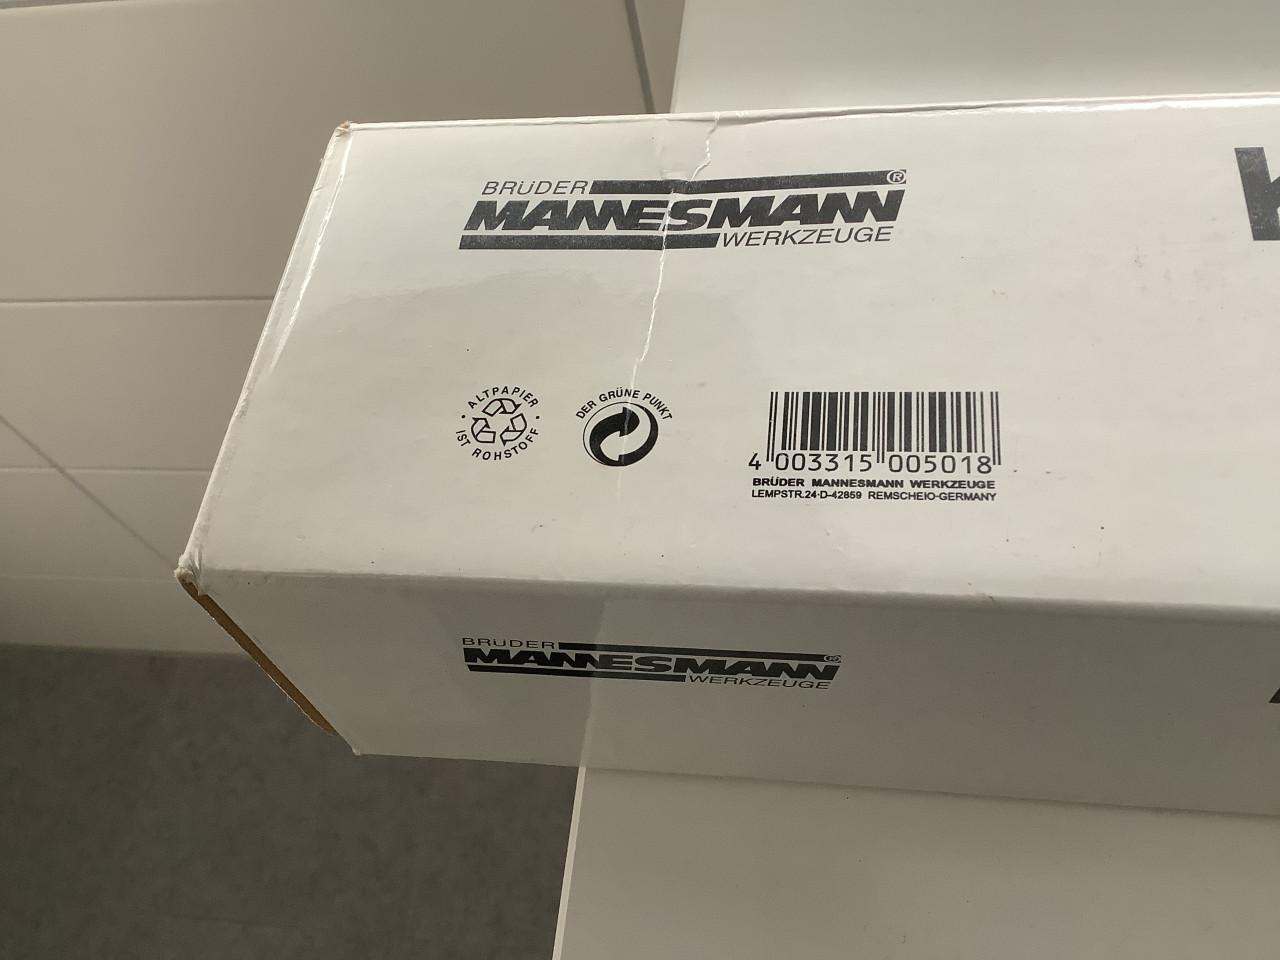 BRÜDER
MANNESMANN®
WERKZEUGE
ALTPAPIER
IST ROHSTOFF
DER GRÜNE PUNKT
4 003315 005018
BRÜDER MANNESMANN WERKZEUGE
LEMPSTR.24·D-42859 REMSCHEIO-GERMANY
BRÜDER
MANNESMANN®
WERKZEUGE